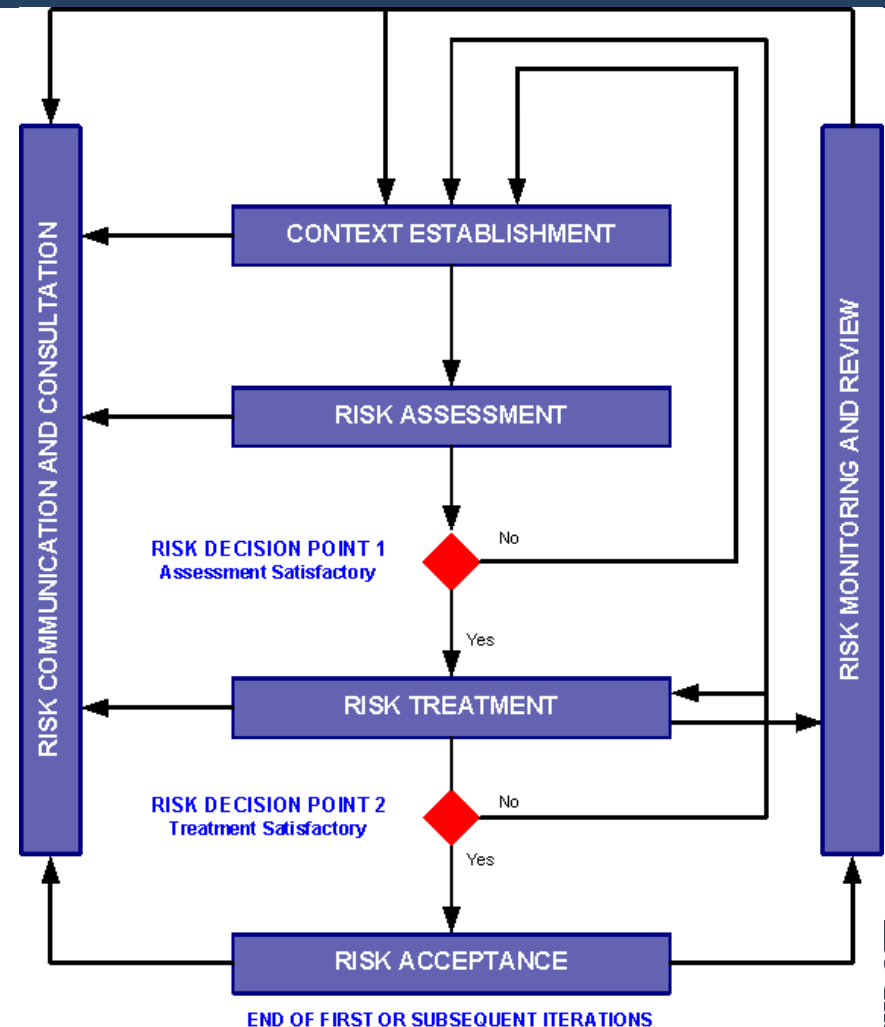 CONTEXT ESTABLISHMENT
RISK COMMUNICATION AND CONSULTATION
RISK MONITORING AND REVIEW
RISK ASSESSMENT
No
RISK DECISION POINT 1
Assessment Satisfactory
Yes
RISK TREATMENT
No
RISK DECISION POINT 2
Treatment Satisfactory
Yes
RISK ACCEPTANCE
END OF FIRST OR SUBSEQUENT ITERATIONS